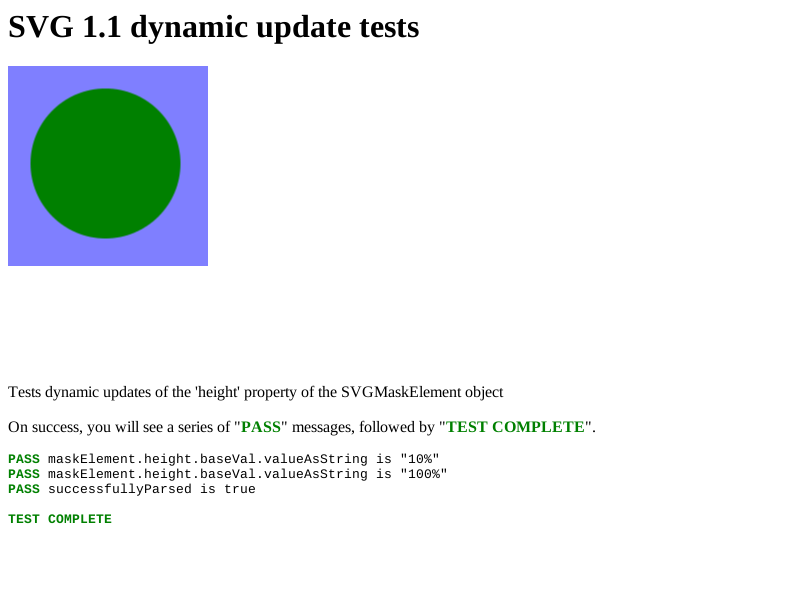 SVG 1.1 dynamic update tests
Tests dynamic updates of the 'height' property of the SVGMaskElement object
On success, you will see a series of "PASS" messages, followed by "TEST COMPLETE".
PASS maskElement.height.baseVal.valueAsString is "10%"
PASS maskElement.height.baseVal.valueAsString is "100%"
PASS successfullyParsed is true
TEST COMPLETE